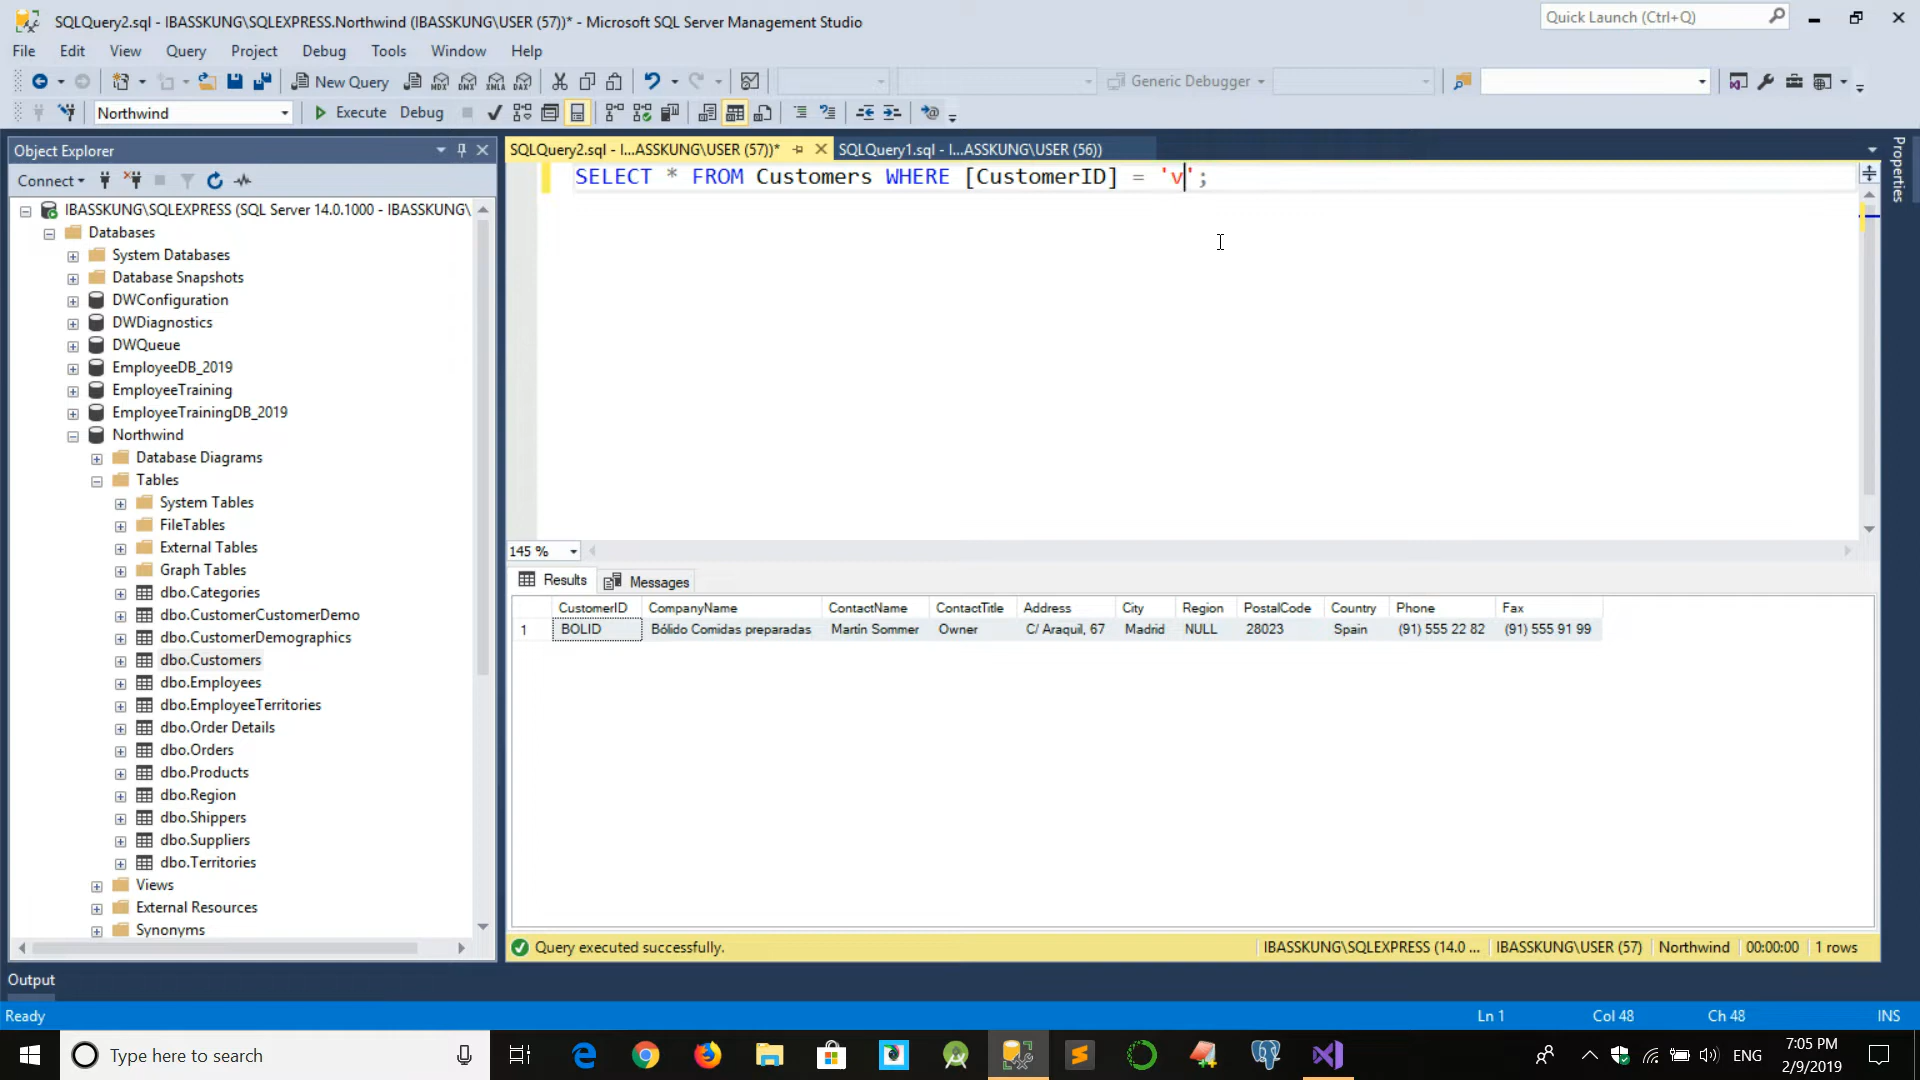 SQLQuery2.sql - IBASSKUNG\SQLEXPRESS.Northwind (IBASSKUNG\USER (57))* - Microsoft SQL Server Management Studio
Quick Launch (Ctrl+Q)
File Edit View Query Project Debug Tools Window Help
New Query
MDX DMX XMLA DAX
Generic Debugger
Northwind
Execute Debug
Object Explorer
SQLQuery2.sql - I...ASSKUNG\USER (57))*
SQLQuery1.sql - I...ASSKUNG\USER (56))
Properties
Connect
SELECT * FROM Customers WHERE [CustomerID] = 'v';
IBASSKUNG\SQLEXPRESS (SQL Server 14.0.1000 - IBASSKUNG\
Databases
System Databases
Database Snapshots
DWConfiguration
DWDiagnostics
DWQueue
EmployeeDB_2019
EmployeeTraining
EmployeeTrainingDB_2019
Northwind
Database Diagrams
Tables
System Tables
FileTables
External Tables
Graph Tables
dbo.Categories
dbo.CustomerCustomerDemo
dbo.CustomerDemographics
dbo.Customers
dbo.Employees
dbo.EmployeeTerritories
dbo.Order Details
dbo.Orders
dbo.Products
dbo.Region
dbo.Shippers
dbo.Suppliers
dbo.Territories
Views
External Resources
Synonyms
145 %
Results Messages
CustomerID CompanyName ContactName ContactTitle Address City Region PostalCode Country Phone Fax
1 BOLID Bólido Comidas preparadas Martín Sommer Owner C/ Araquil, 67 Madrid NULL 28023 Spain (91) 555 22 82 (91) 555 91 99
Query executed successfully.
IBASSKUNG\SQLEXPRESS (14.0 ... IBASSKUNG\USER (57) Northwind 00:00:00 1 rows
Output
Ready
Ln 1 Col 48 Ch 48 INS
Type here to search
ENG
7:05 PM
2/9/2019